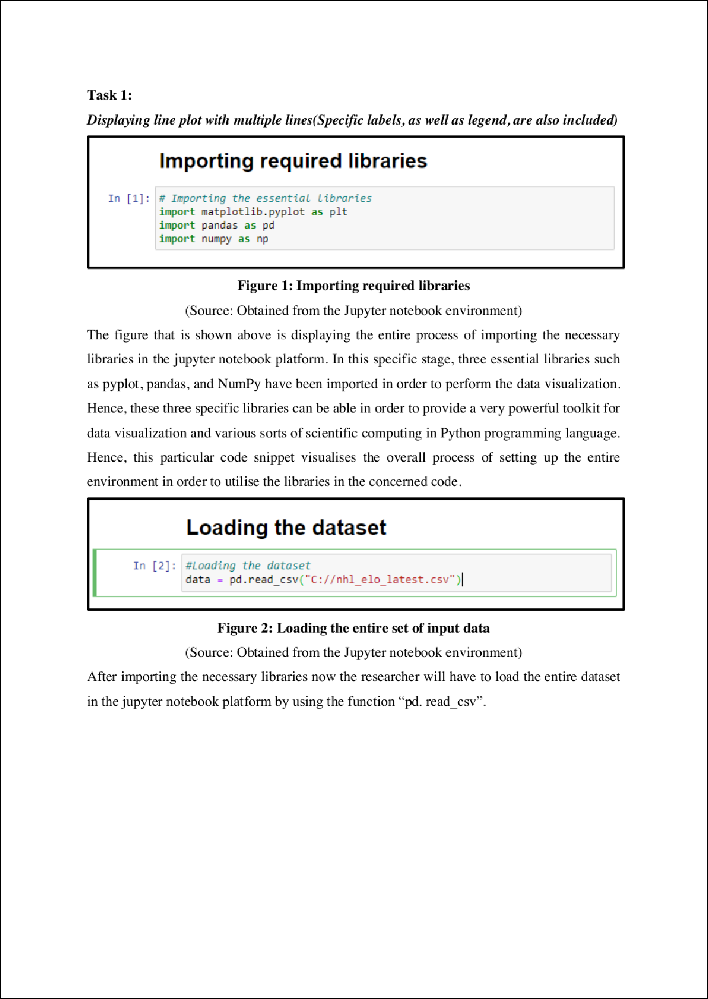 Task 1:
Displaying line plot with multiple lines(Specific labels, as well as legend, are also included)
Importing required libraries
In [1]: # Importing the essential libraries
import matplotlib.pyplot as plt
import pandas as pd
import numpy as np
Figure 1: Importing required libraries
(Source: Obtained from the Jupyter notebook environment)
The figure that is shown above is displaying the entire process of importing the necessary
libraries in the jupyter notebook platform. In this specific stage, three essential libraries such
as pyplot, pandas, and NumPy have been imported in order to perform the data visualization.
Hence, these three specific libraries can be able in order to provide a very powerful toolkit for
data visualization and various sorts of scientific computing in Python programming language.
Hence, this particular code snippet visualises the overall process of setting up the entire
environment in order to utilise the libraries in the concerned code.
Loading the dataset
In [2]: #Loading the dataset
data = pd.read_csv("C://nhl_elo_latest.csv")
Figure 2: Loading the entire set of input data
(Source: Obtained from the Jupyter notebook environment)
After importing the necessary libraries now the researcher will have to load the entire dataset
in the jupyter notebook platform by using the function “pd. read_csv”.